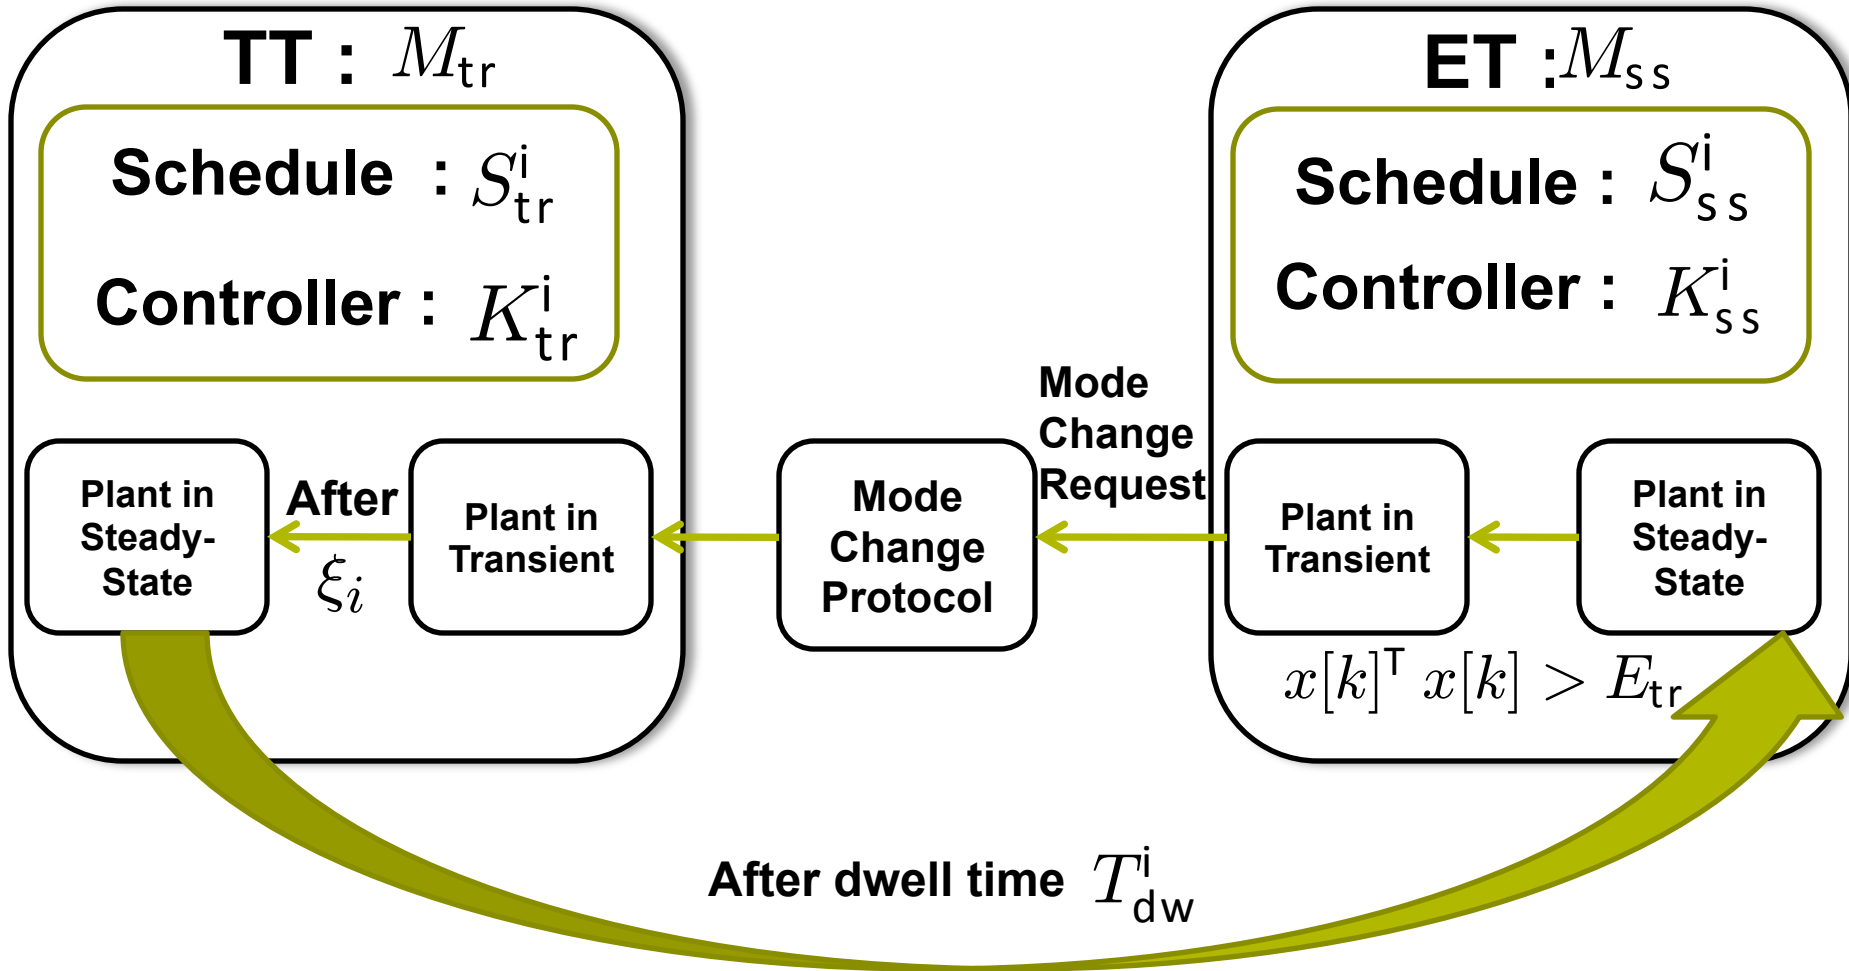 TT : M_tr
Schedule : S^i_tr
Controller : K^i_tr
Plant in
Steady-
State
After
ξ_i
Plant in
Transient
Mode
Change
Protocol
Mode
Change
Request
ET : M_ss
Schedule : S^i_ss
Controller : K^i_ss
Plant in
Transient
Plant in
Steady-
State
x[k]^T x[k] > E_tr
After dwell time T^i_dw